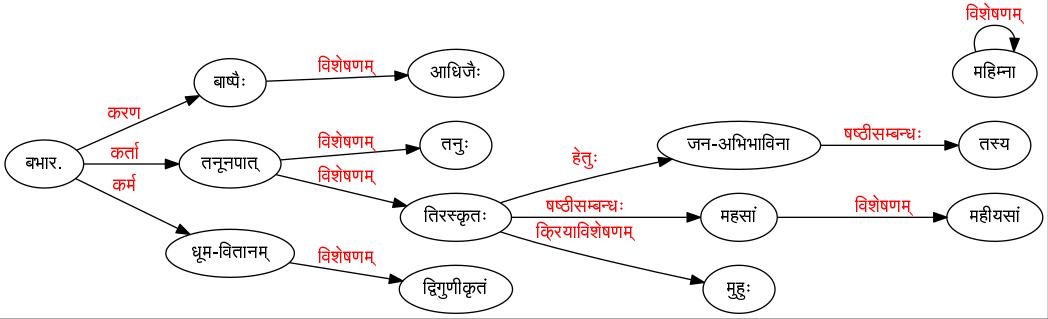 विशेषणम्
महिम्ना
विशेषणम्
आधिजैः
बाष्पैः
करण
विशेषणम्
तनुः
हेतुः
जन-अभिभाविना
षष्ठीसम्बन्धः
तस्य
बभार.
कर्ता
तनूनपात्
विशेषणम्
कर्म
तिरस्कृतः
षष्ठीसम्बन्धः
महसां
विशेषणम्
महीयसां
क्रियाविशेषणम्
धूम-वितानम्
विशेषणम्
द्विगुणीकृतं
मुहुः